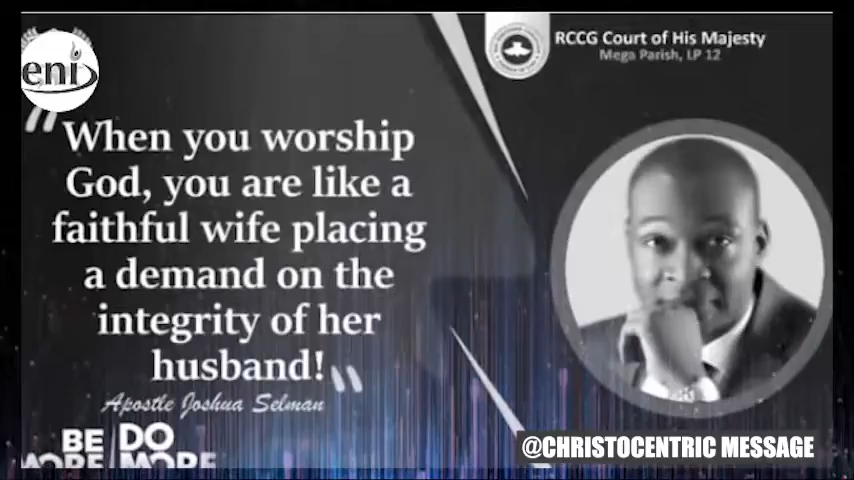 eni
RCCG Court of His Majesty
Mega Parish, LP 12
"When you worship
God, you are like a
faithful wife placing
a demand on the
integrity of her
husband!"
Apostle Joshua Selman
BE DO
MORE MORE
@CHRISTOCENTRIC MESSAGE